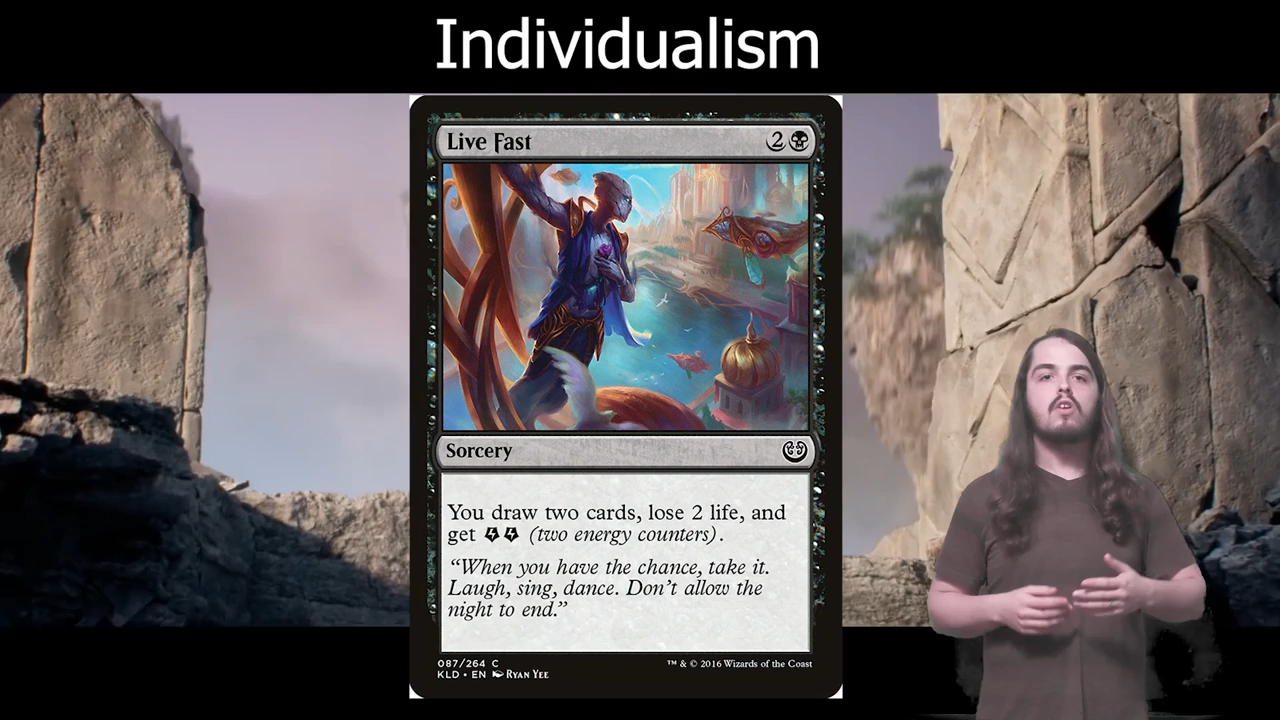 Individualism
Live Fast 2
Sorcery
You draw two cards, lose 2 life, and
get (two energy counters).
“When you have the chance, take it.
Laugh, sing, dance. Don’t allow the
night to end.”
087/264 C ™ & © 2016 Wizards of the Coast
KLD • EN Ryan Yee